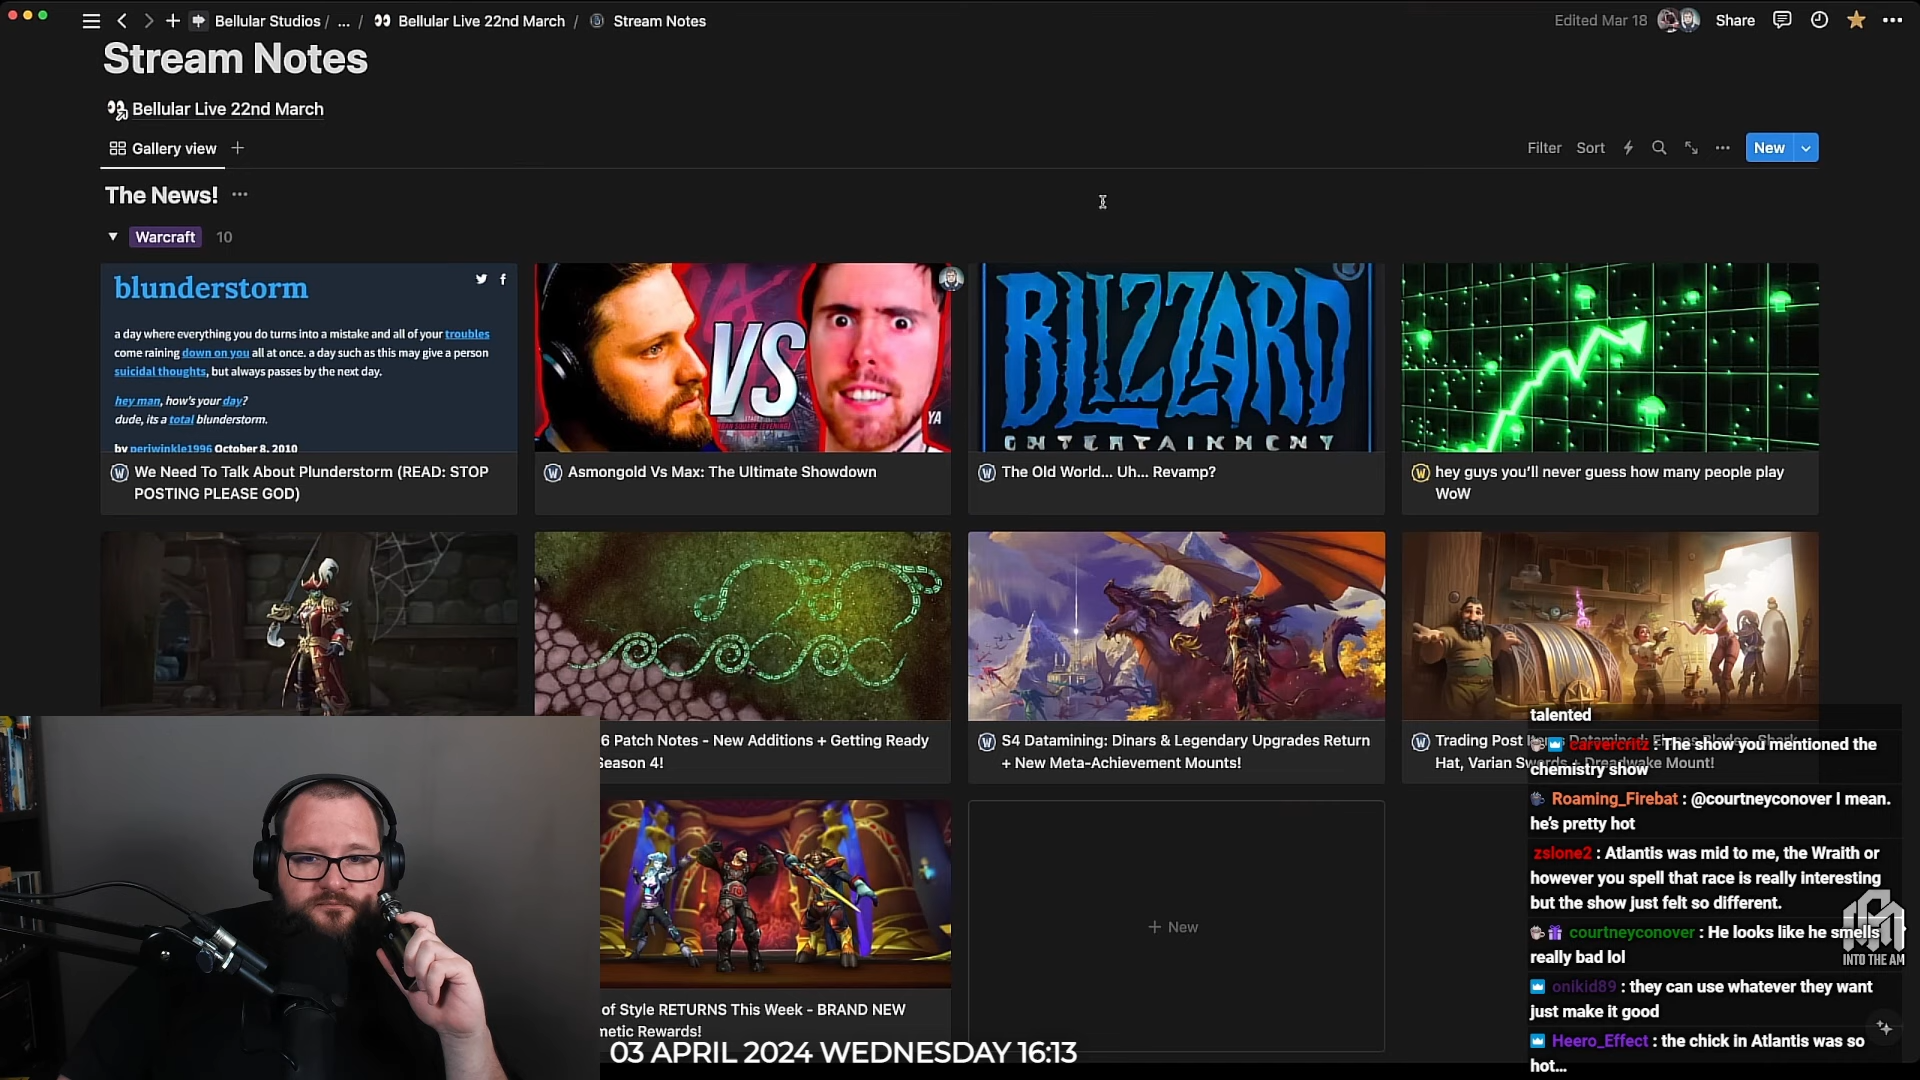 Bellular Studios / ... / Bellular Live 22nd March / Stream Notes
Edited Mar 18 Share
Stream Notes
Bellular Live 22nd March
Gallery view
Filter Sort New
The News!
Warcraft 10
blunderstorm
a day where everything you do turns into a mistake and all of your troubles
come raining down on you all at once. a day such as this may give a person
suicidal thoughts, but always passes by the next day.
hey man, how's your day?
dude, its a total blunderstorm.
by periwinkle1996 October 8, 2010
We Need To Talk About Plunderstorm (READ: STOP
POSTING PLEASE GOD)
VS
YA
Asmongold Vs Max: The Ultimate Showdown
BLIZZARD
ENTERTAINMENT
The Old World... Uh... Revamp?
hey guys you'll never guess how many people play
WoW
6 Patch Notes - New Additions + Getting Ready
Season 4!
S4 Datamining: Dinars & Legendary Upgrades Return
+ New Meta-Achievement Mounts!
Trading Post
Hat, Varian Swords + Dreadwake Mount!
of Style RETURNS This Week - BRAND NEW
metic Rewards!
+ New
talented
carvercritz : The show you mentioned the
chemistry show
Roaming_Firebat : @courtneyconover I mean.
he's pretty hot
zslone2 : Atlantis was mid to me, the Wraith or
however you spell that race is really interesting
but the show just felt so different.
courtneyconover : He looks like he smells
really bad lol
onikid89 : they can use whatever they want
just make it good
Heero_Effect : the chick in Atlantis was so
hot...
INTO THE AM
03 APRIL 2024 WEDNESDAY 16:13